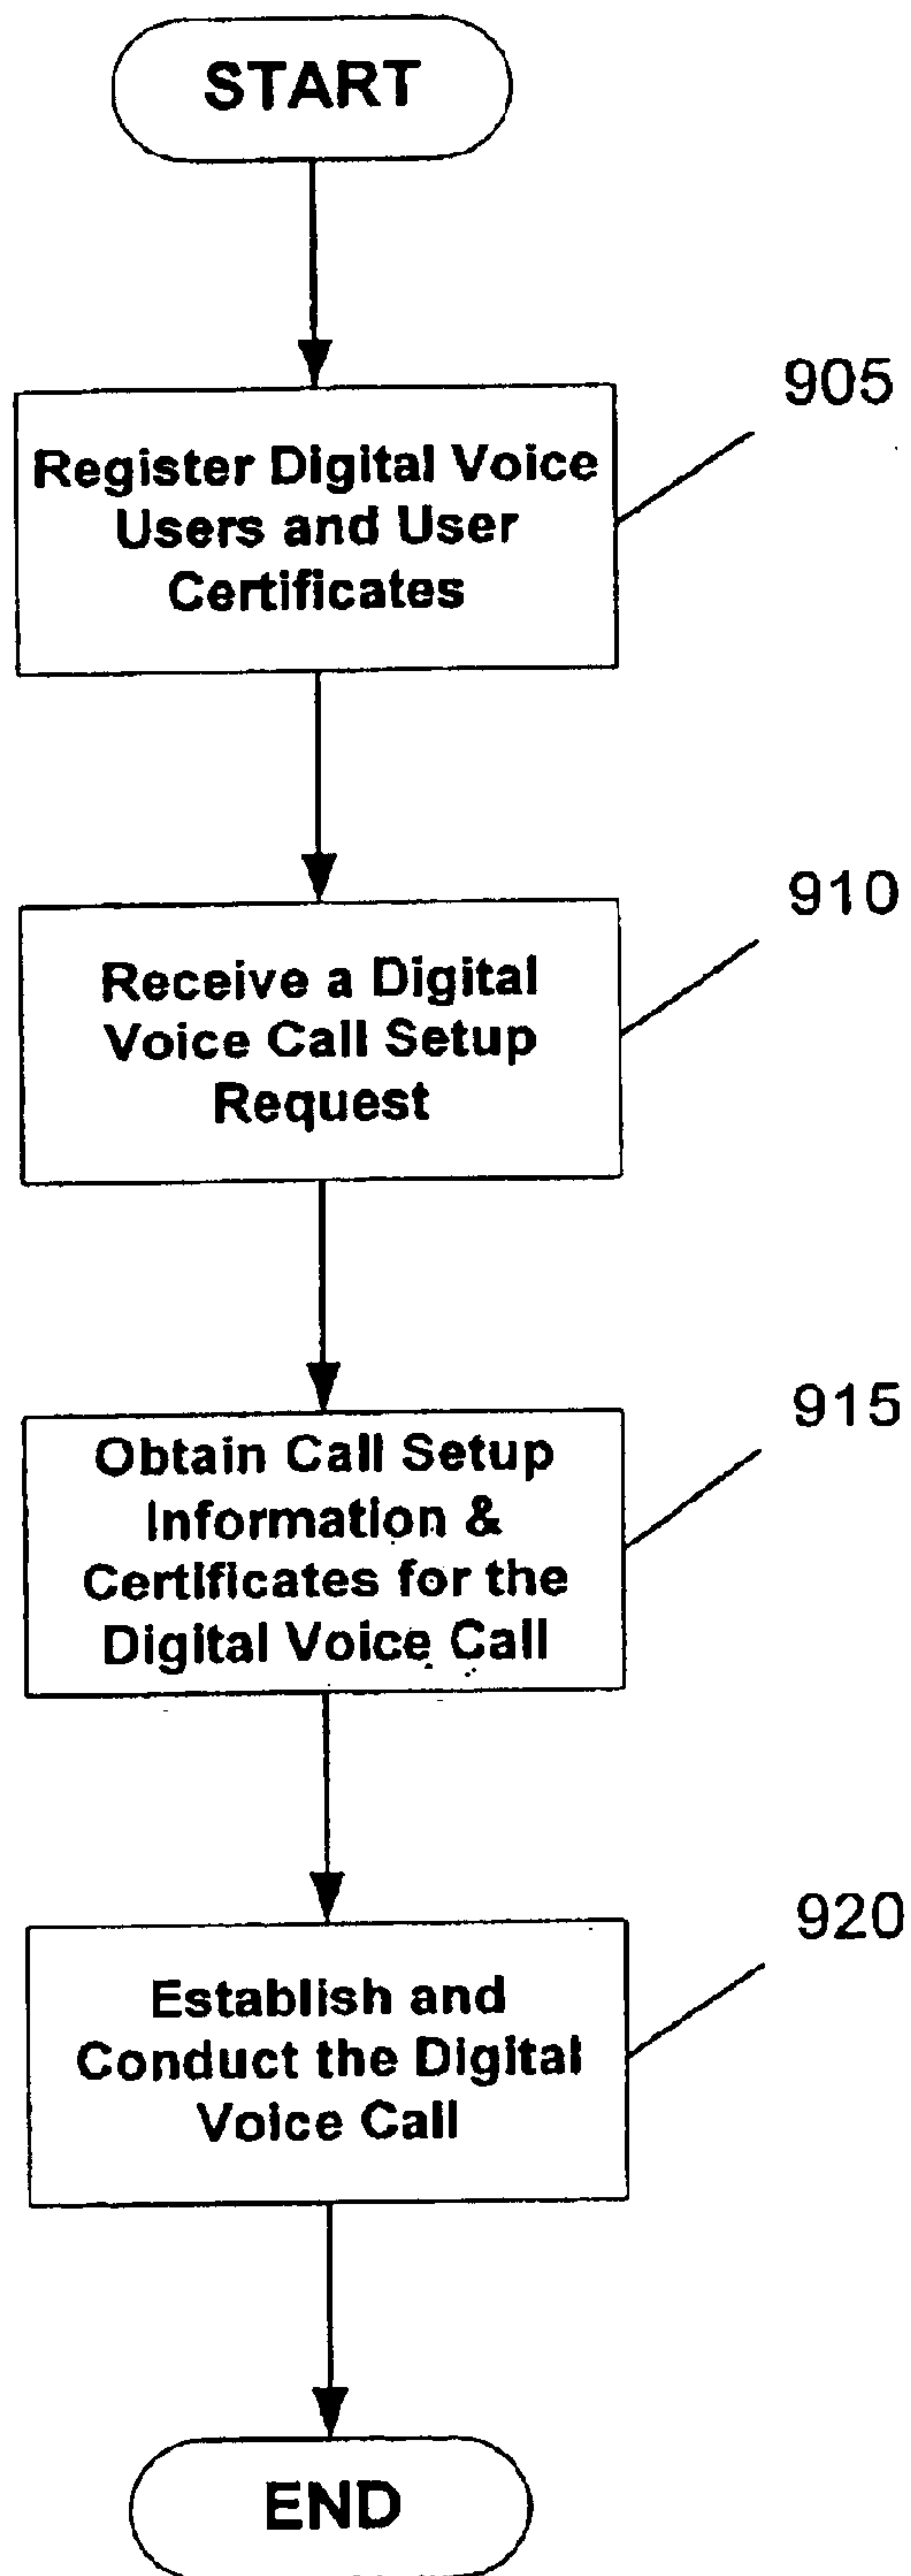 START
905
Register Digital Voice
Users and User
Certificates
910
Receive a Digital
Voice Call Setup
Request
915
Obtain Call Setup
Information &
Certificates for the
Digital Voice Call
920
Establish and
Conduct the Digital
Voice Call
END